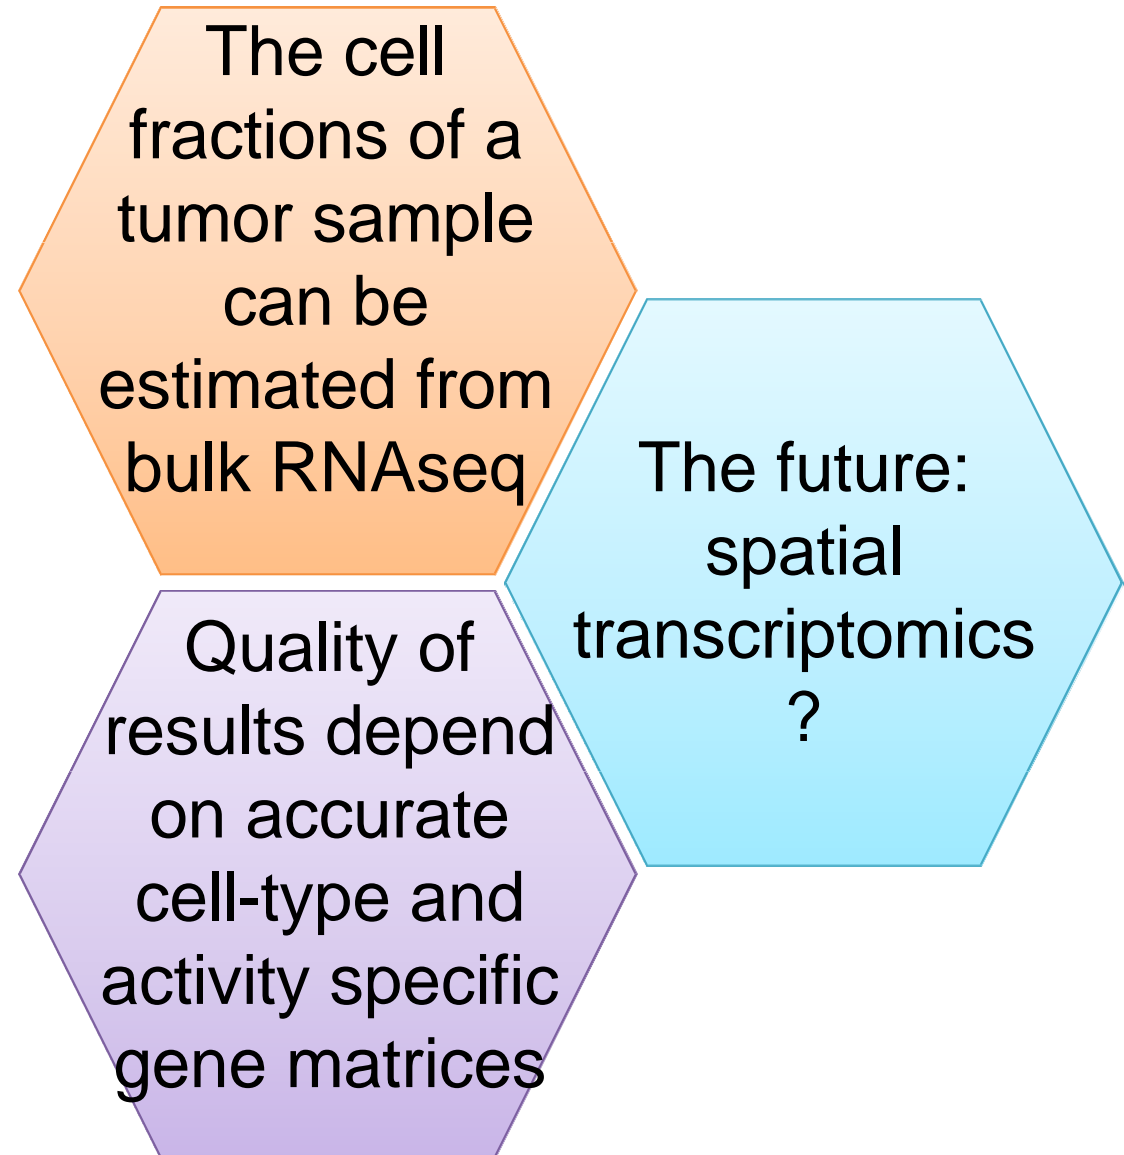 The cell
fractions of a
tumor sample
can be
estimated from
bulk RNAseq
The future:
spatial
transcriptomics
?
Quality of
results depend
on accurate
cell-type and
activity specific
gene matrices